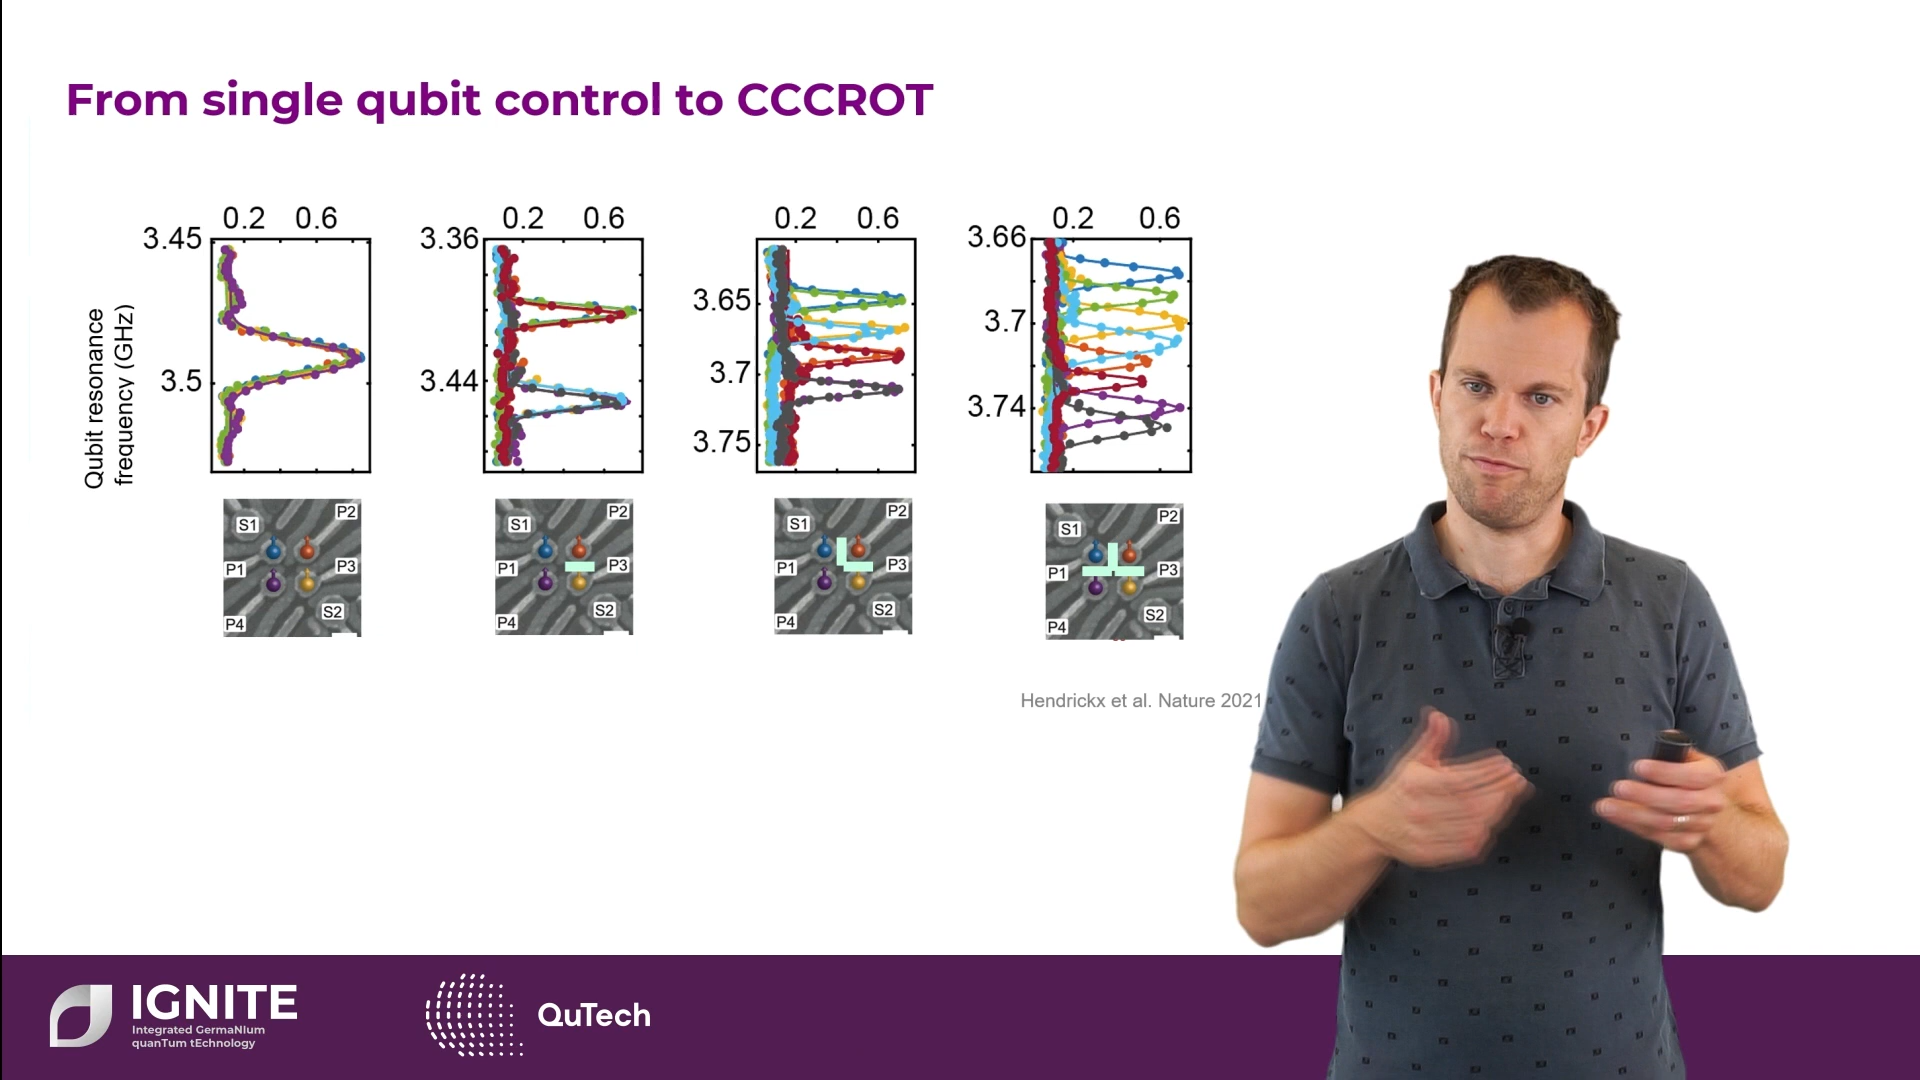 From single qubit control to CCCROT
0.2 0.6
0.2 0.6
0.2 0.6
0.2 0.6
3.45
3.5
3.36
3.44
3.65
3.7
3.75
3.66
3.7
3.74
Qubit resonance
frequency (GHz)
S1
P2
P1
P3
S2
P4
S1
P2
P1
P3
S2
P4
S1
P2
P1
P3
S2
P4
S1
P2
P1
P3
S2
P4
Hendrickx et al. Nature 2021
IGNITE
Integrated GermaNIum
quanTum tEchnology
QuTech